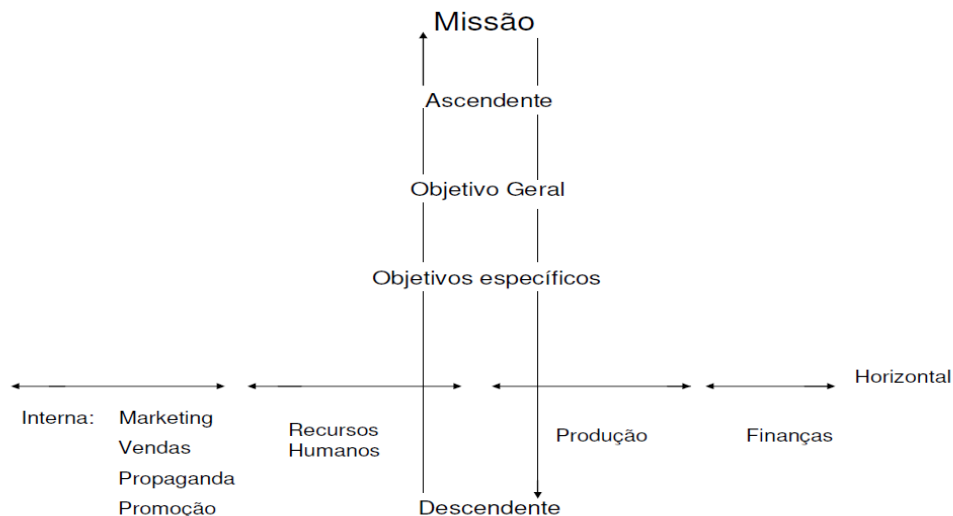 Missão
Ascendente
Objetivo Geral
Objetivos específicos
Horizontal
Interna: Marketing
Vendas
Propaganda
Promoção
Recursos
Humanos
Produção
Finanças
Descendente